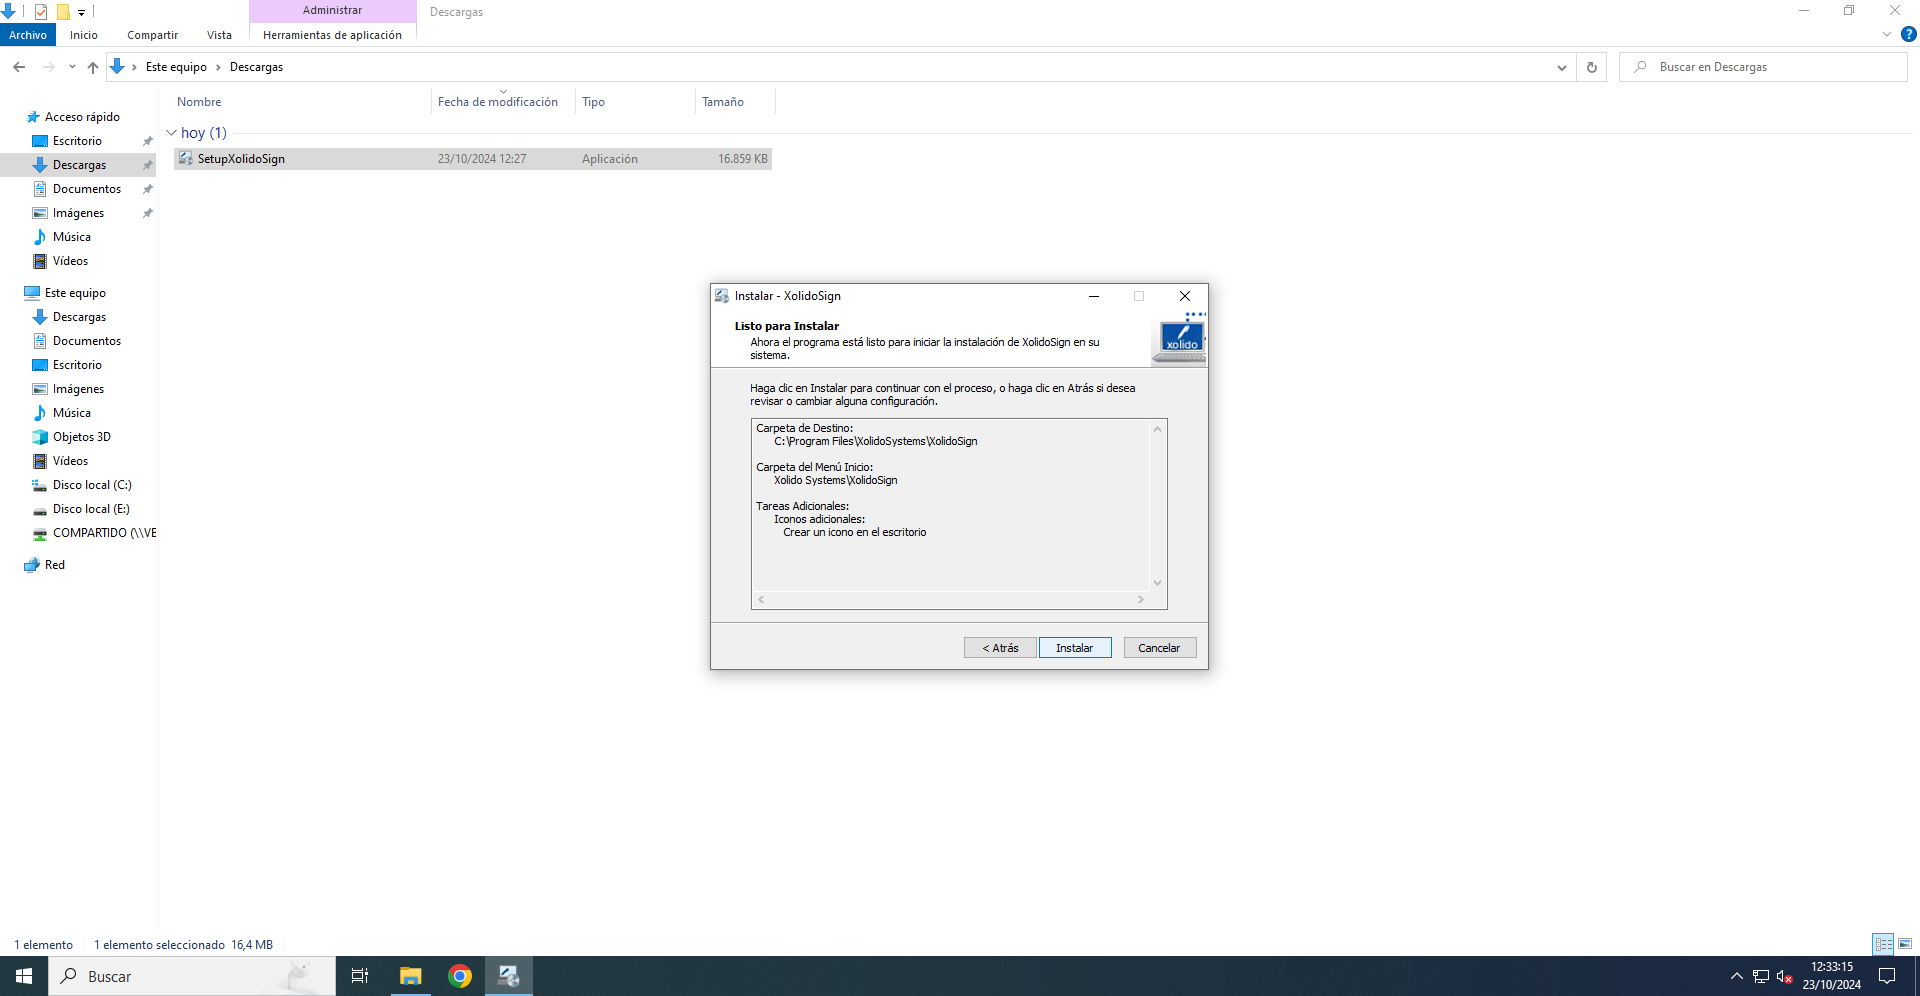 Administrar
Descargas
Archivo
Inicio
Compartir
Vista
Herramientas de aplicación
Este equipo
Descargas
Buscar en Descargas
Nombre
Fecha de modificación
Tipo
Tamaño
Acceso rápido
Escritorio
Descargas
Documentos
Imágenes
Música
Vídeos
Este equipo
Descargas
Documentos
Escritorio
Imágenes
Música
Objetos 3D
Vídeos
Disco local (C:)
Disco local (E:)
COMPARTIDO (\\VE
Red
hoy (1)
SetupXolidoSign
23/10/2024 12:27
Aplicación
16.859 KB
Instalar - XolidoSign
Listo para Instalar
Ahora el programa está listo para iniciar la instalación de XolidoSign en su
sistema.
xolido
Haga clic en Instalar para continuar con el proceso, o haga clic en Atrás si desea
revisar o cambiar alguna configuración.
Carpeta de Destino:
C:\Program Files\XolidoSystems\XolidoSign
Carpeta del Menú Inicio:
Xolido Systems\XolidoSign
Tareas Adicionales:
Iconos adicionales:
Crear un icono en el escritorio
< Atrás
Instalar
Cancelar
1 elemento
1 elemento seleccionado 16,4 MB
Buscar
12:33:15
23/10/2024